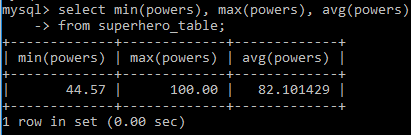 mysql> select min(powers), max(powers), avg(powers)
    -> from superhero_table;
+-------------+-------------+-------------+
| min(powers) | max(powers) | avg(powers) |
+-------------+-------------+-------------+
|       44.57 |      100.00 |   82.101429 |
+-------------+-------------+-------------+
1 row in set (0.00 sec)